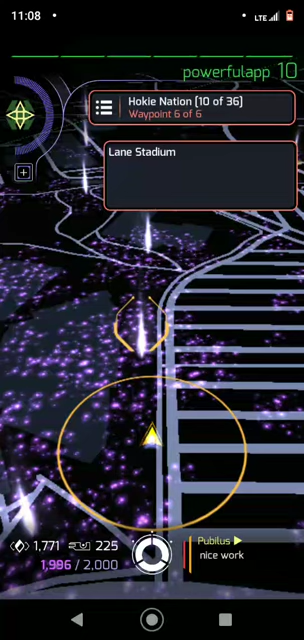 11:08
LTE
powerfulapp 10
Hokie Nation [10 of 36]
Waypoint 6 of 6
Lane Stadium
1,771 225
1,996 / 2,000
Pubilus
nice work